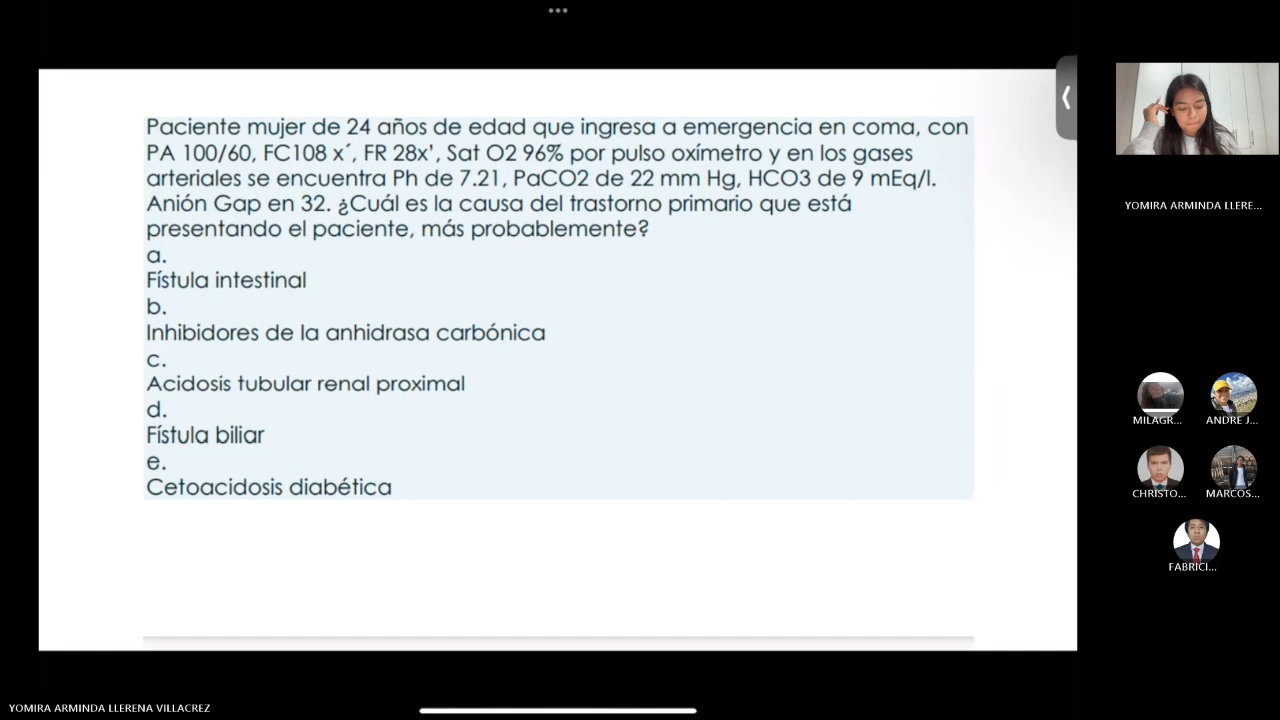 Paciente mujer de 24 años de edad que ingresa a emergencia en coma, con
PA 100/60, FC108 x´, FR 28x', Sat O2 96% por pulso oxímetro y en los gases
arteriales se encuentra Ph de 7.21, PaCO2 de 22 mm Hg, HCO3 de 9 mEq/l.
Anión Gap en 32. ¿Cuál es la causa del trastorno primario que está
presentando el paciente, más probablemente?
a.
Fístula intestinal
b.
Inhibidores de la anhidrasa carbónica
c.
Acidosis tubular renal proximal
d.
Fístula biliar
e.
Cetoacidosis diabética
YOMIRA ARMINDA LLERE...
MILAGR...
ANDRE J...
CHRISTO...
MARCOS...
FABRICI...
YOMIRA ARMINDA LLERENA VILLACREZ